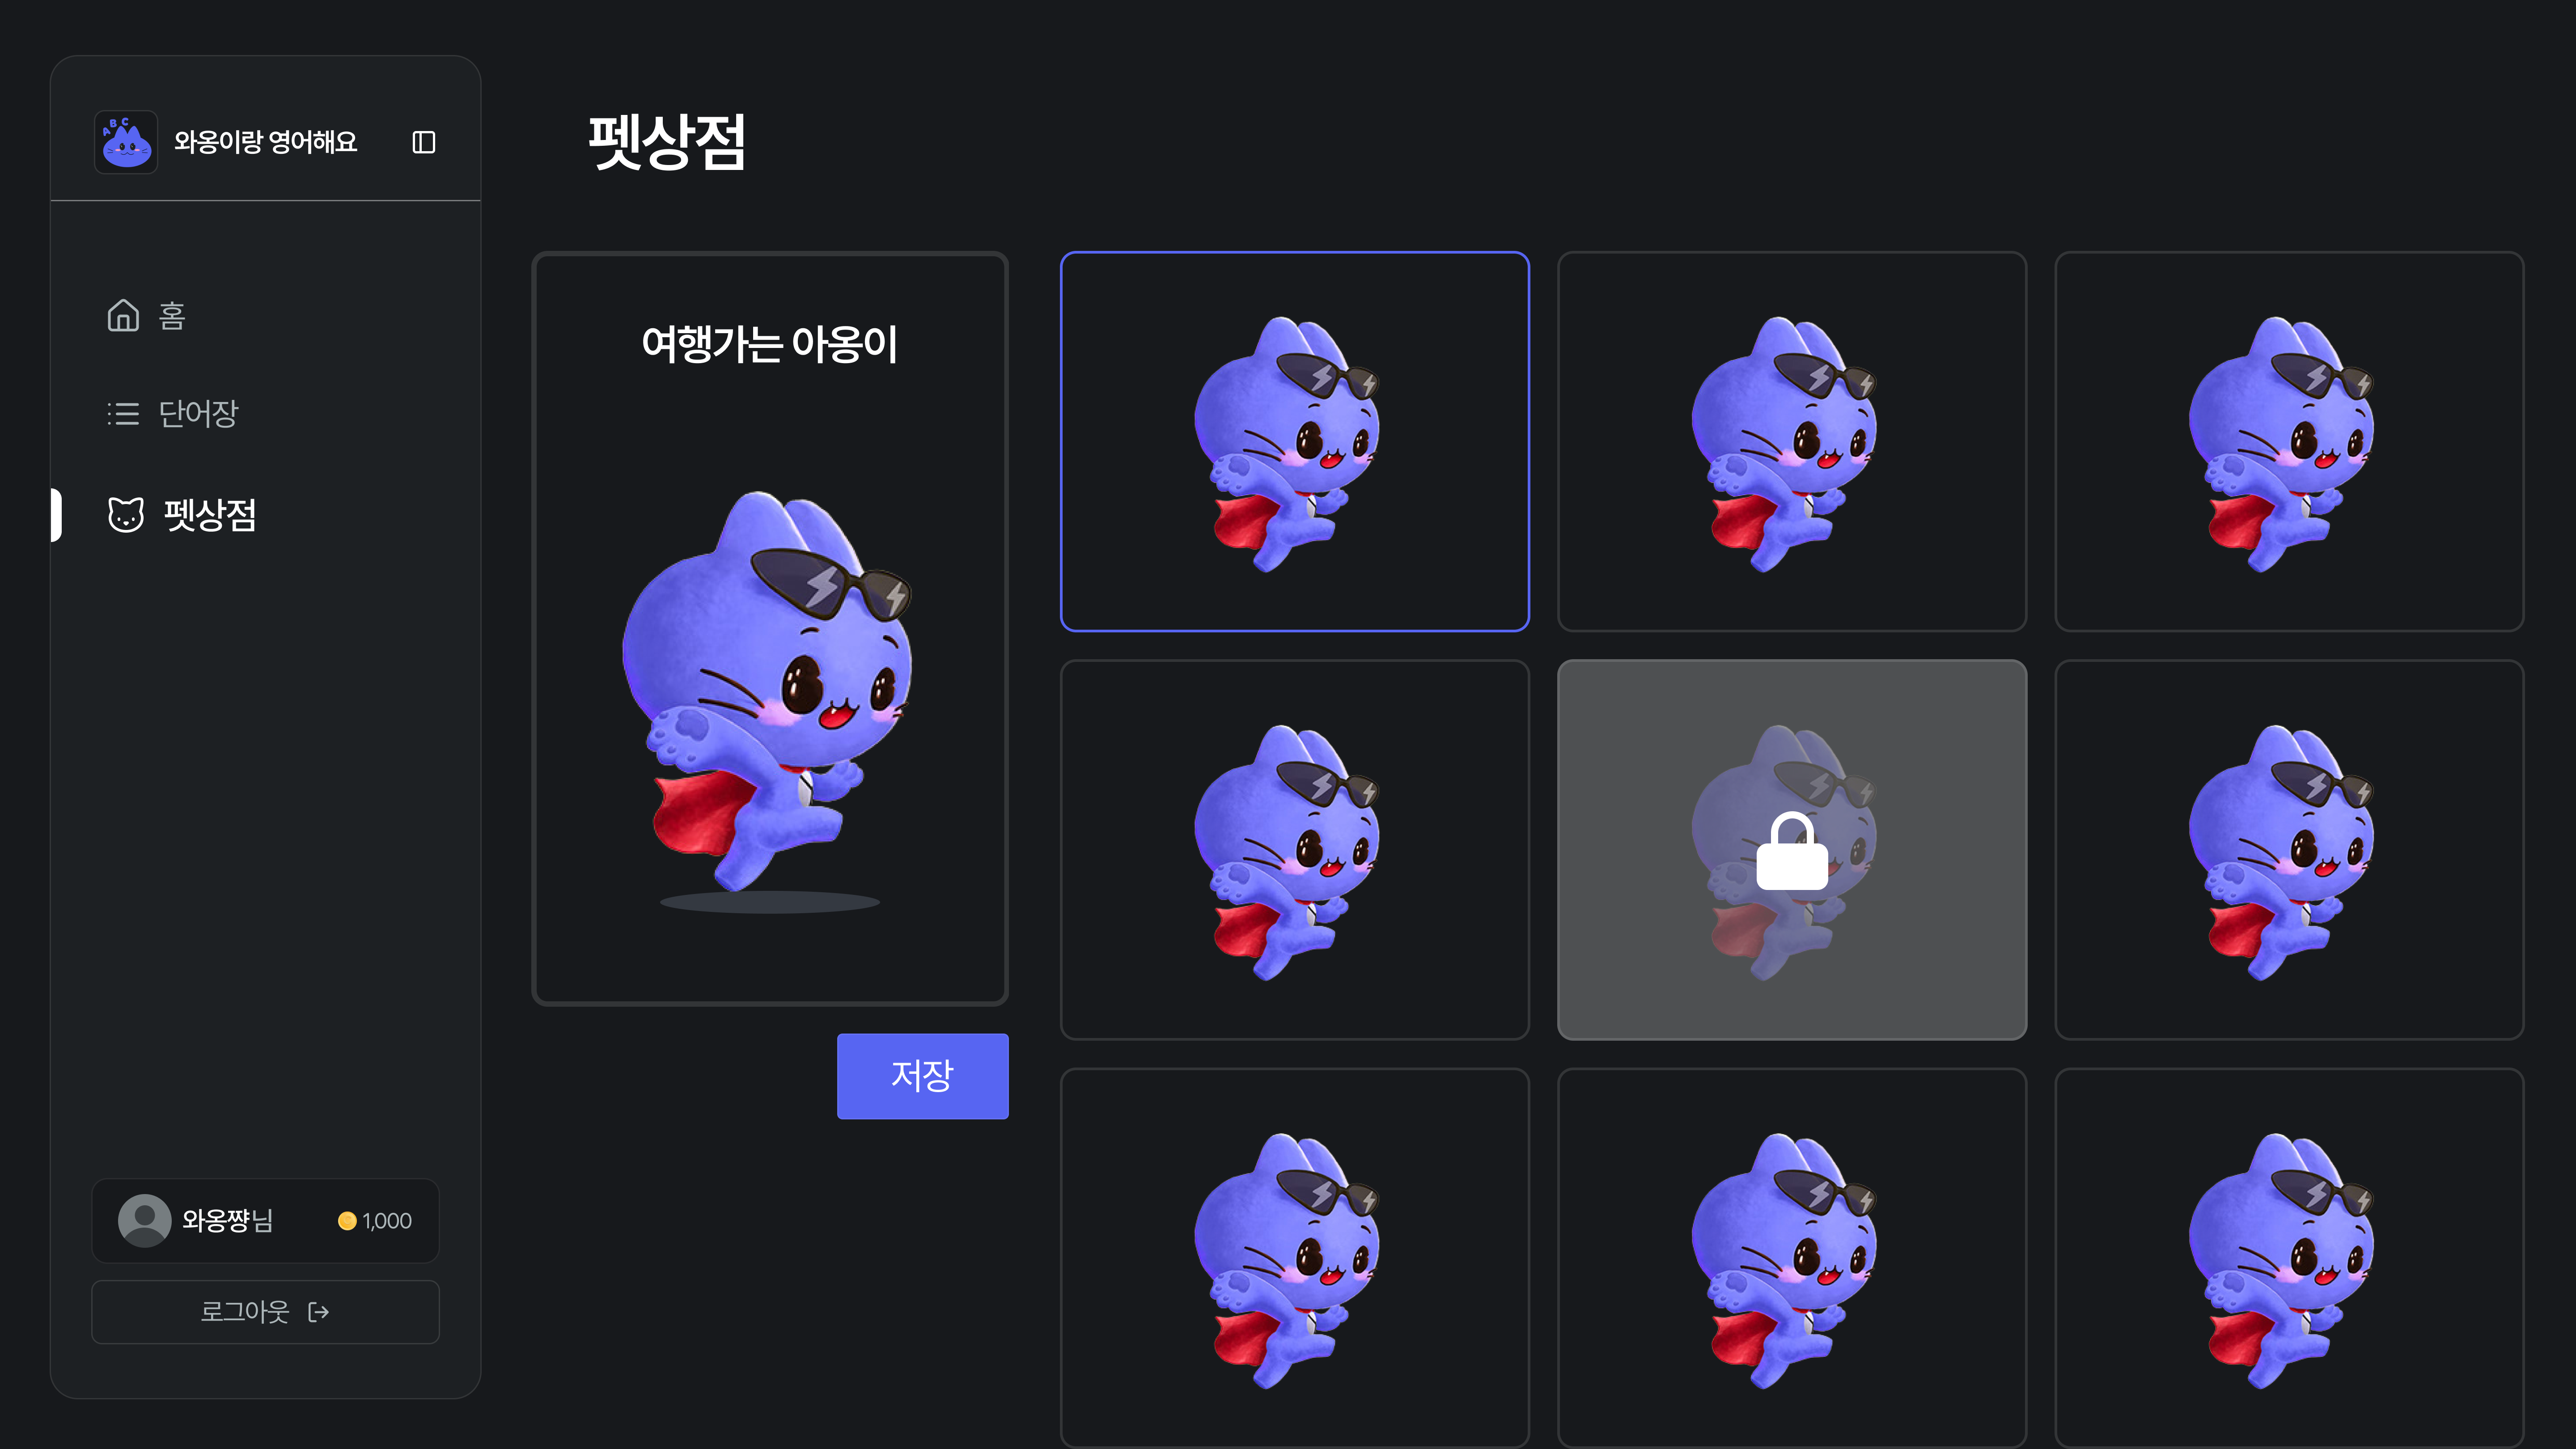 A B C
와옹이랑 영어해요
홈
단어장
펫상점
와옹쨩님
1,000
로그아웃
펫상점
여행가는 아옹이
저장